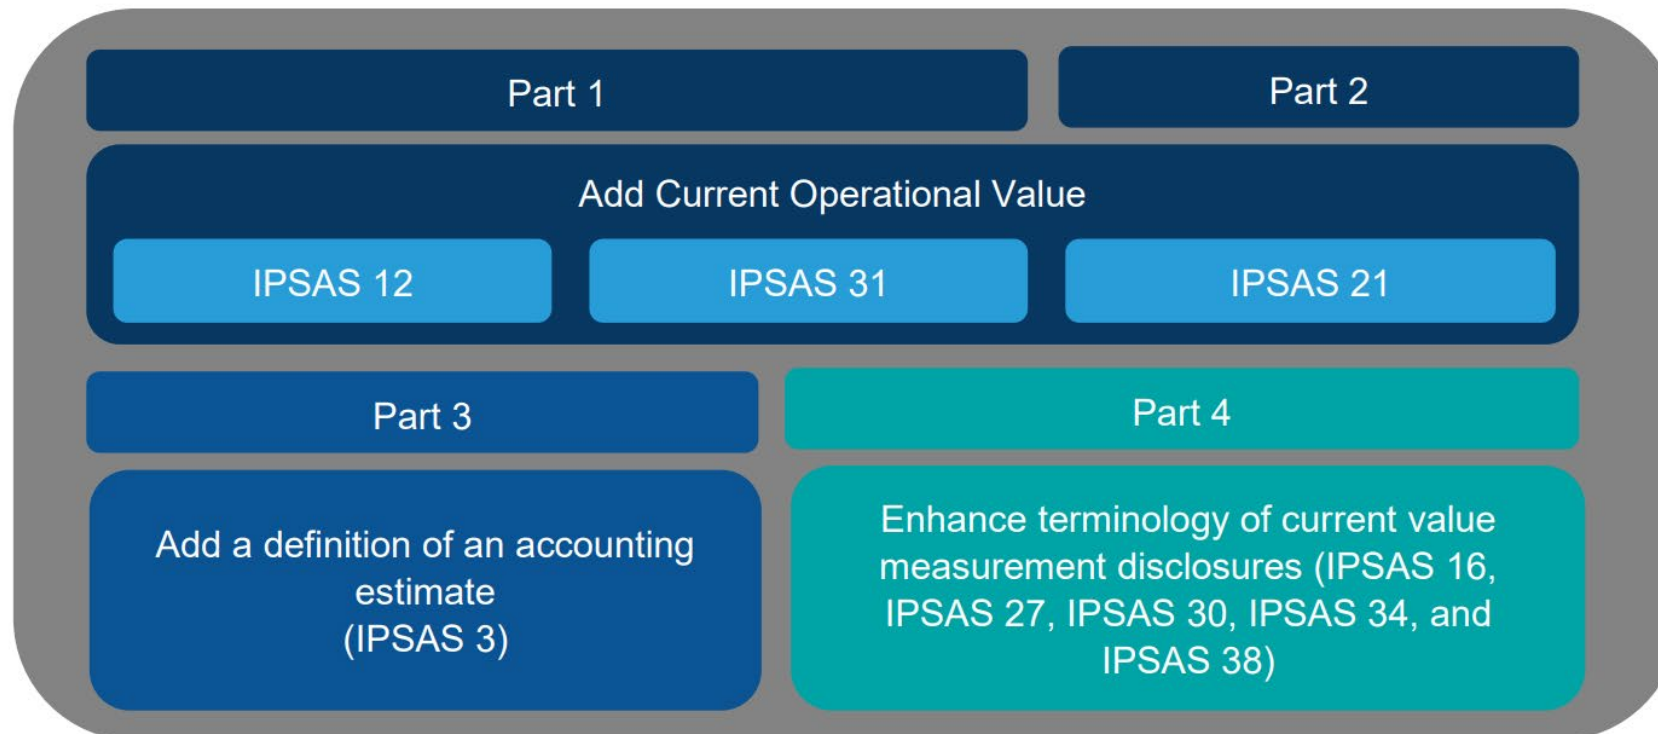 Part 1
Part 2
Add Current Operational Value
IPSAS 12
IPSAS 31
IPSAS 21
Part 3
Part 4
Add a definition of an accounting
estimate
(IPSAS 3)
Enhance terminology of current value
measurement disclosures (IPSAS 16,
IPSAS 27, IPSAS 30, IPSAS 34, and
IPSAS 38)